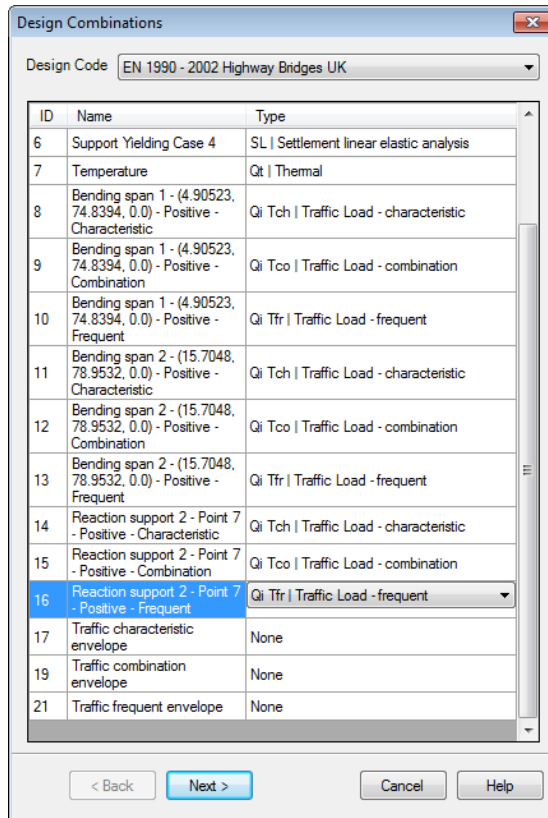 Design Combinations
Design Code EN 1990 - 2002 Highway Bridges UK
ID Name Type
6 Support Yielding Case 4 SL | Settlement linear elastic analysis
7 Temperature Qt | Thermal
8 Bending span 1 - (4.90523, 74.8394, 0.0) - Positive - Characteristic Qi Tch | Traffic Load - characteristic
9 Bending span 1 - (4.90523, 74.8394, 0.0) - Positive - Combination Qi Tco | Traffic Load - combination
10 Bending span 1 - (4.90523, 74.8394, 0.0) - Positive - Frequent Qi Tfr | Traffic Load - frequent
11 Bending span 2 - (15.7048, 78.9532, 0.0) - Positive - Characteristic Qi Tch | Traffic Load - characteristic
12 Bending span 2 - (15.7048, 78.9532, 0.0) - Positive - Combination Qi Tco | Traffic Load - combination
13 Bending span 2 - (15.7048, 78.9532, 0.0) - Positive - Frequent Qi Tfr | Traffic Load - frequent
14 Reaction support 2 - Point 7 - Positive - Characteristic Qi Tch | Traffic Load - characteristic
15 Reaction support 2 - Point 7 - Positive - Combination Qi Tco | Traffic Load - combination
16 Reaction support 2 - Point 7 - Positive - Frequent Qi Tfr | Traffic Load - frequent
17 Traffic characteristic envelope None
19 Traffic combination envelope None
21 Traffic frequent envelope None
< Back Next > Cancel Help